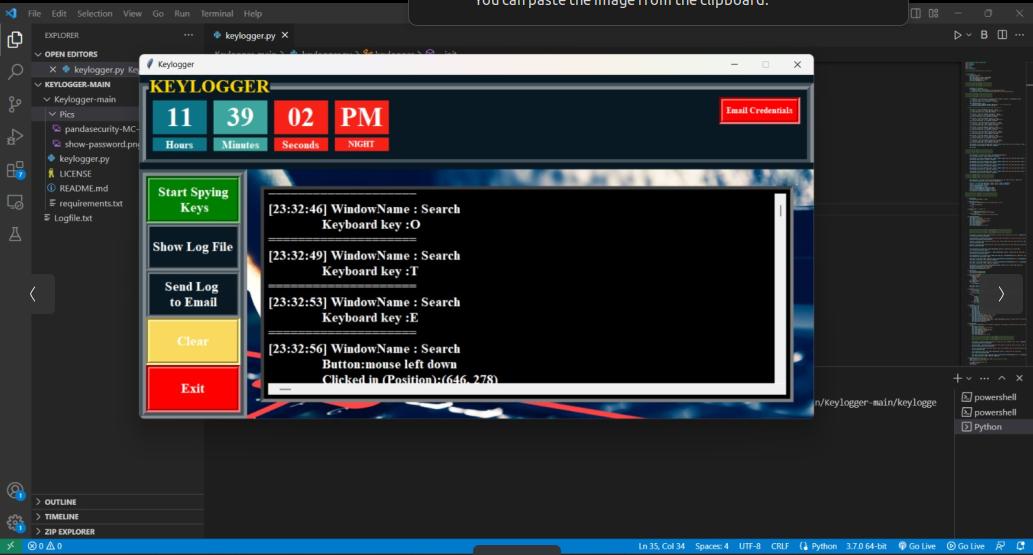 You can paste the image from the clipboard.
File Edit Selection View Go Run Terminal Help
EXPLORER
keylogger.py
OPEN EDITORS
keylogger.py
KEYLOGGER-MAIN
Keylogger-main
Pics
pandasecurity-MC-
show-password.png
keylogger.py
LICENSE
README.md
requirements.txt
Logfile.txt
Keylogger
KEYLOGGER
11 39 02 PM
Hours Minutes Seconds NIGHT
Email Credentials
Start Spying
Keys
Show Log File
Send Log
to Email
Clear
Exit
[23:32:46] WindowName : Search
Keyboard key :O
[23:32:49] WindowName : Search
Keyboard key :T
[23:32:53] WindowName : Search
Keyboard key :E
[23:32:56] WindowName : Search
Button:mouse left down
Clicked in (Position):(646, 278)
n/Keylogger-main/keylogge
powershell
powershell
Python
OUTLINE
TIMELINE
ZIP EXPLORER
0 0 Ln 35, Col 34 Spaces: 4 UTF-8 CRLF Python 3.7.0 64-bit Go Live Go Live